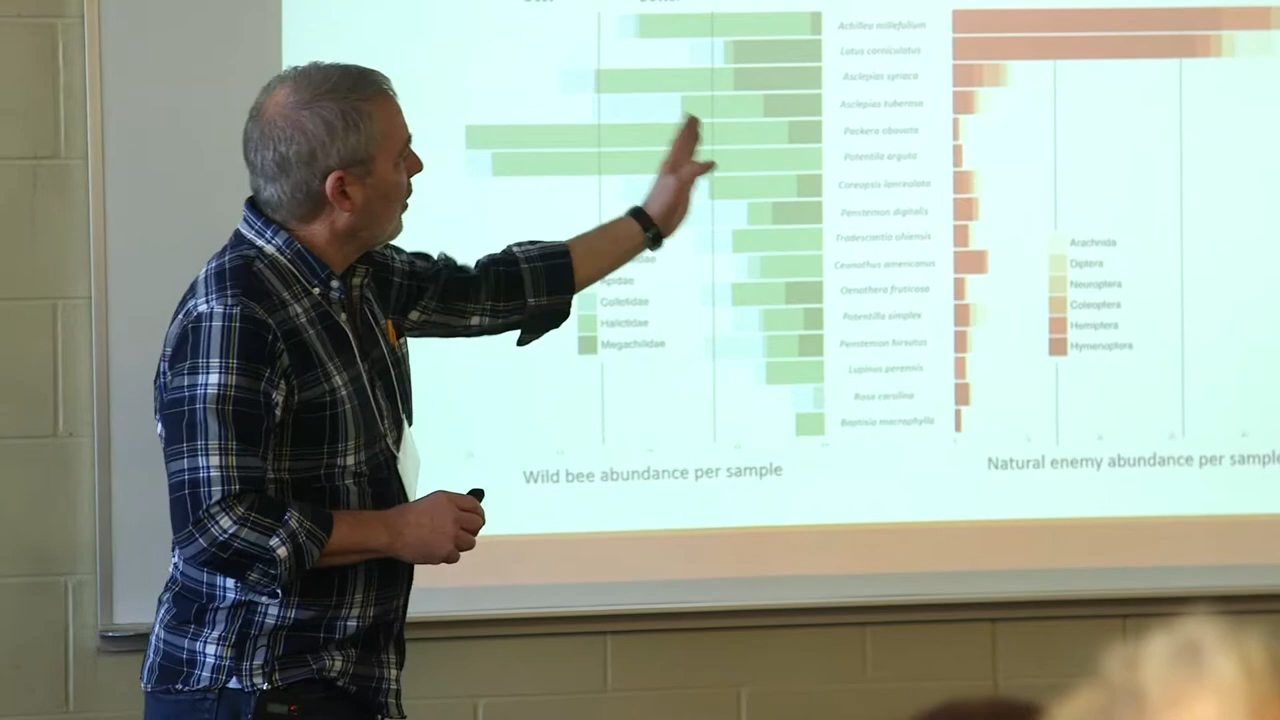 Achillea millefolium
Lotus corniculatus
Asclepias syriaca
Asclepias tuberosa
Packera obovata
Potentilla arguta
Coreopsis lanceolata
Penstemon digitalis
Tradescantia ohiensis
Ceanothus americanus
Oenothera fruticosa
Potentilla simplex
Penstemon hirsutus
Lupinus perennis
Rosa carolina
Baptisia macrophylla
Apidae
Colletidae
Halictidae
Megachilidae
Arachnida
Diptera
Neuroptera
Coleoptera
Hemiptera
Hymenoptera
Wild bee abundance per sample
Natural enemy abundance per sample